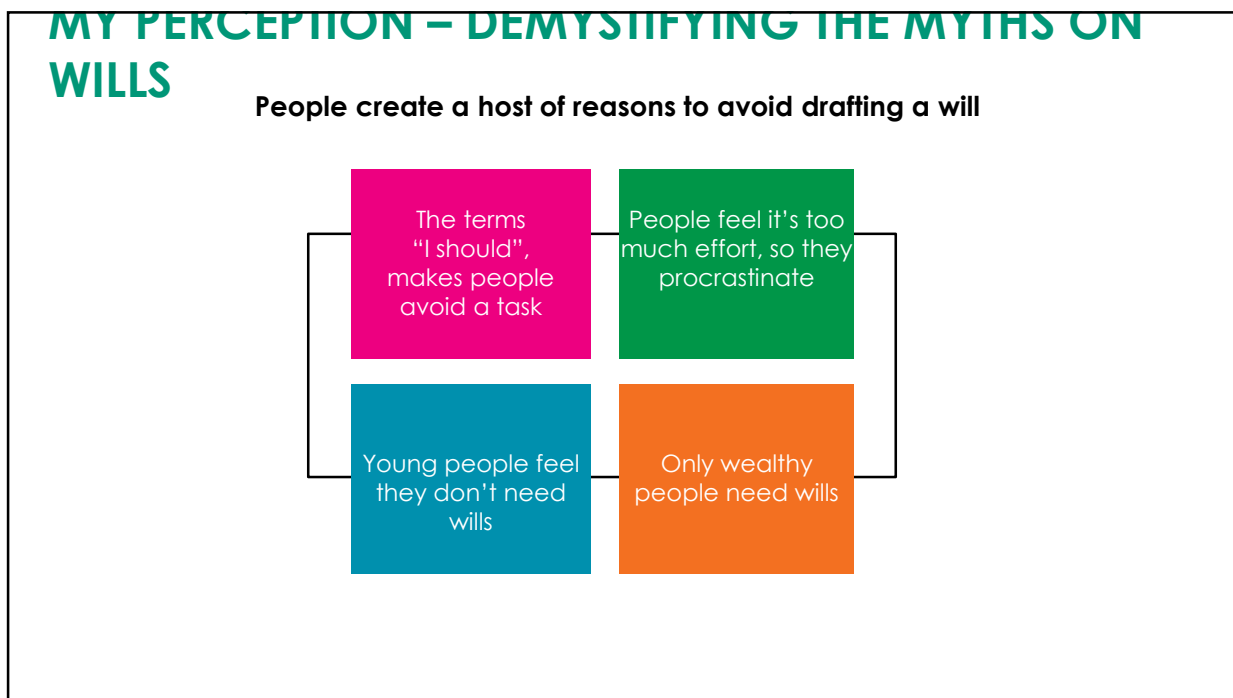 MY PERCEPTION – DEMYSTIFYING THE MYTHS ON
WILLS
People create a host of reasons to avoid drafting a will
The terms
“I should”,
makes people
avoid a task
People feel it’s too
much effort, so they
procrastinate
Young people feel
they don’t need
wills
Only wealthy
people need wills